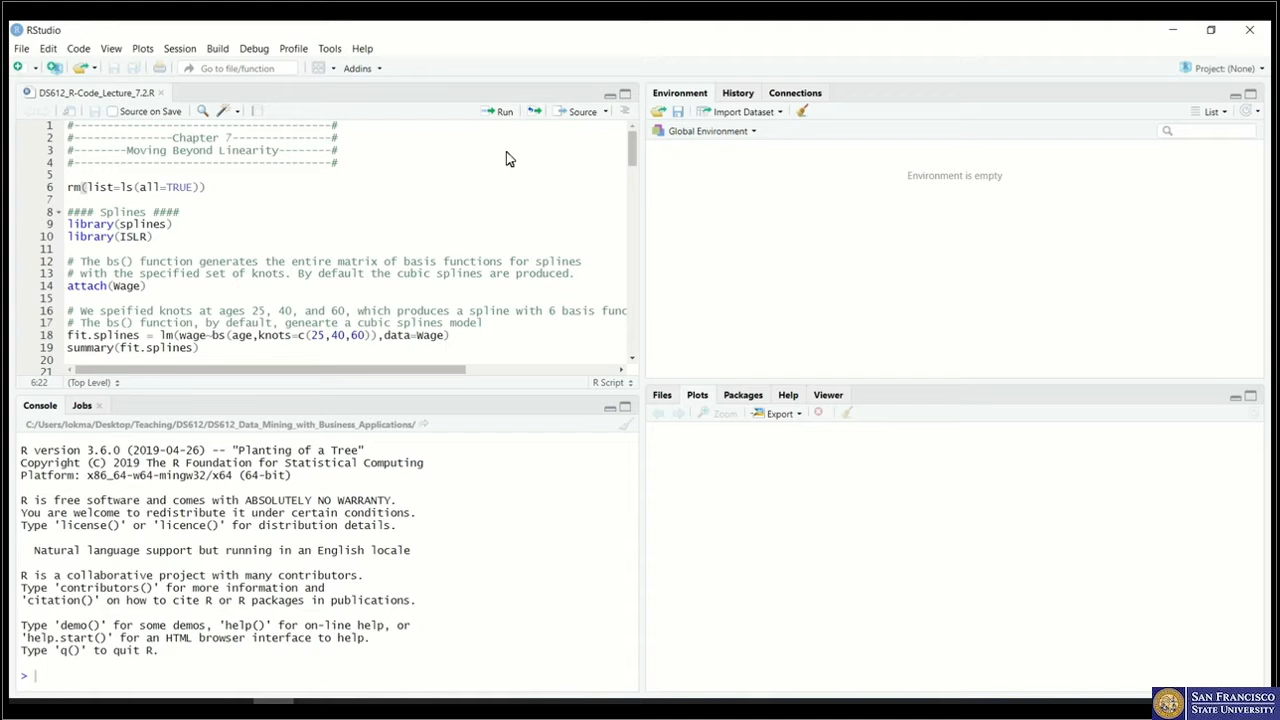 RStudio
File Edit Code View Plots Session Build Debug Profile Tools Help
Go to file/function Addins Project: (None)
DS612_R-Code_Lecture_7.2.R
Source on Save Run Source
1 #-----------------------------------#
2 #---------------Chapter 7---------------#
3 #--------Moving Beyond Linearity--------#
4 #-----------------------------------#
5
6 rm(list=ls(all=TRUE))
7
8 #### Splines ####
9 library(splines)
10 library(ISLR)
11
12 # The bs() function generates the entire matrix of basis functions for splines
13 # with the specified set of knots. By default the cubic splines are produced.
14 attach(Wage)
15
16 # We speified knots at ages 25, 40, and 60, which produces a spline with 6 basis func
17 # The bs() function, by default, genearte a cubic splines model
18 fit.splines = lm(wage~bs(age,knots=c(25,40,60)),data=Wage)
19 summary(fit.splines)
20
21
6:22 (Top Level) R Script
Console Jobs
C:/Users/lokma/Desktop/Teaching/DS612/DS612_Data_Mining_with_Business_Applications/
R version 3.6.0 (2019-04-26) -- "Planting of a Tree"
Copyright (C) 2019 The R Foundation for Statistical Computing
Platform: x86_64-w64-mingw32/x64 (64-bit)
R is free software and comes with ABSOLUTELY NO WARRANTY.
You are welcome to redistribute it under certain conditions.
Type 'license()' or 'licence()' for distribution details.
Natural language support but running in an English locale
R is a collaborative project with many contributors.
Type 'contributors()' for more information and
'citation()' on how to cite R or R packages in publications.
Type 'demo()' for some demos, 'help()' for on-line help, or
'help.start()' for an HTML browser interface to help.
Type 'q()' to quit R.
>
Environment History Connections
Import Dataset List
Global Environment
Environment is empty
Files Plots Packages Help Viewer
Zoom Export
SAN FRANCISCO
STATE UNIVERSITY